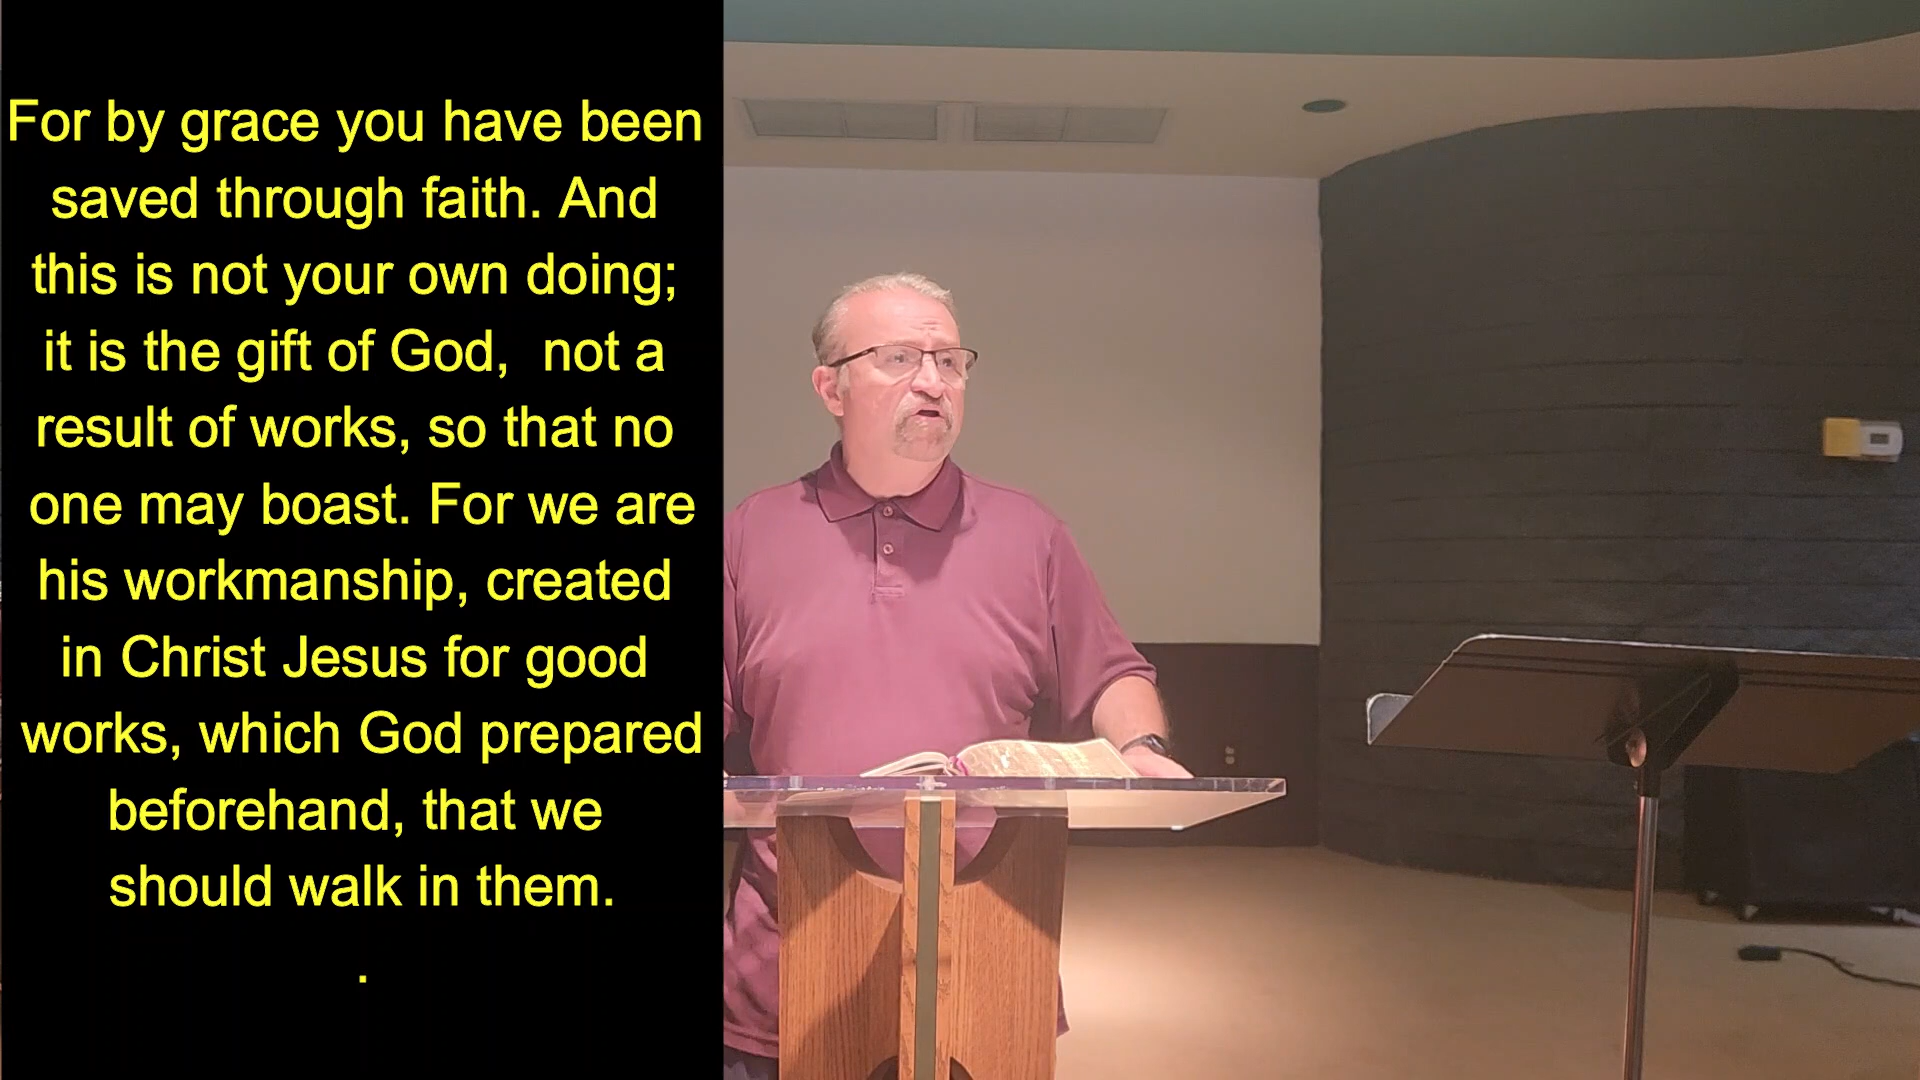 For by grace you have been
saved through faith. And
this is not your own doing;
it is the gift of God,  not a
result of works, so that no
one may boast. For we are
his workmanship, created
in Christ Jesus for good
works, which God prepared
beforehand, that we
should walk in them.
.